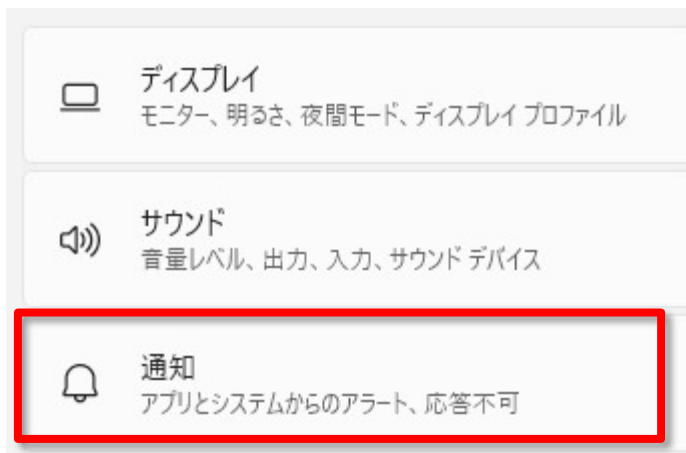 ディスプレイ
モニター、明るさ、夜間モード、ディスプレイ プロファイル
サウンド
音量レベル、出力、入力、サウンド デバイス
通知
アプリとシステムからのアラート、応答不可